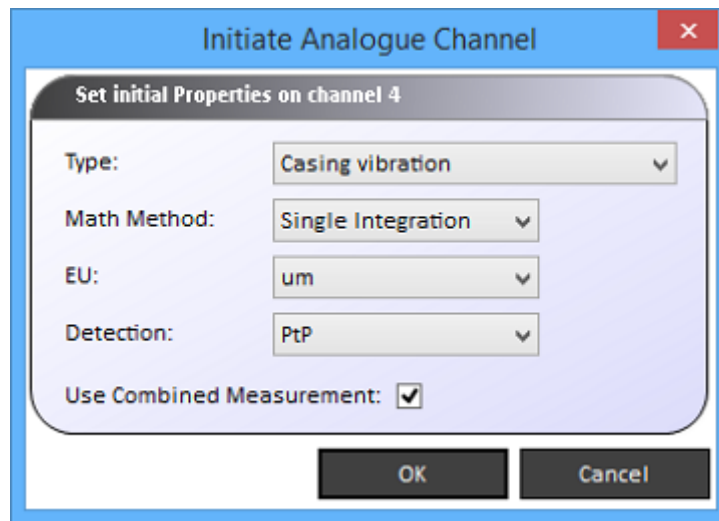 Initiate Analogue Channel
Set initial Properties on channel 4
Type: Casing vibration
Math Method: Single Integration
EU: um
Detection: PtP
Use Combined Measurement:
OK Cancel